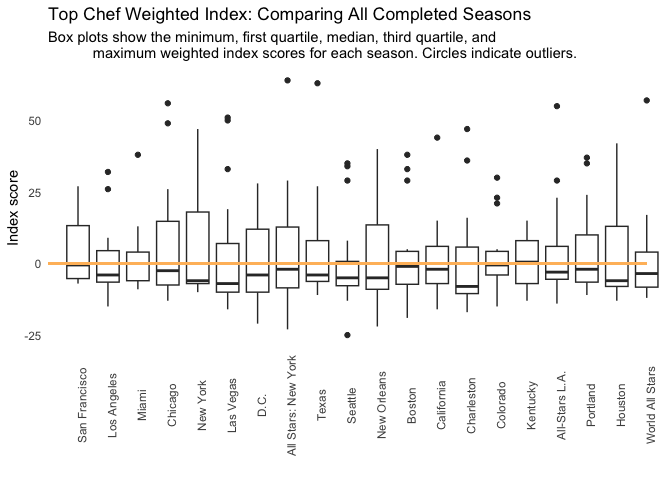 Top Chef Weighted Index: Comparing All Completed Seasons
Box plots show the minimum, first quartile, median, third quartile, and
maximum weighted index scores for each season. Circles indicate outliers.
Index score
50
25
0
-25
San Francisco
Los Angeles
Miami
Chicago
New York
Las Vegas
D.C.
All Stars: New York
Texas
Seattle
New Orleans
Boston
California
Charleston
Colorado
Kentucky
All-Stars L.A.
Portland
Houston
World All Stars